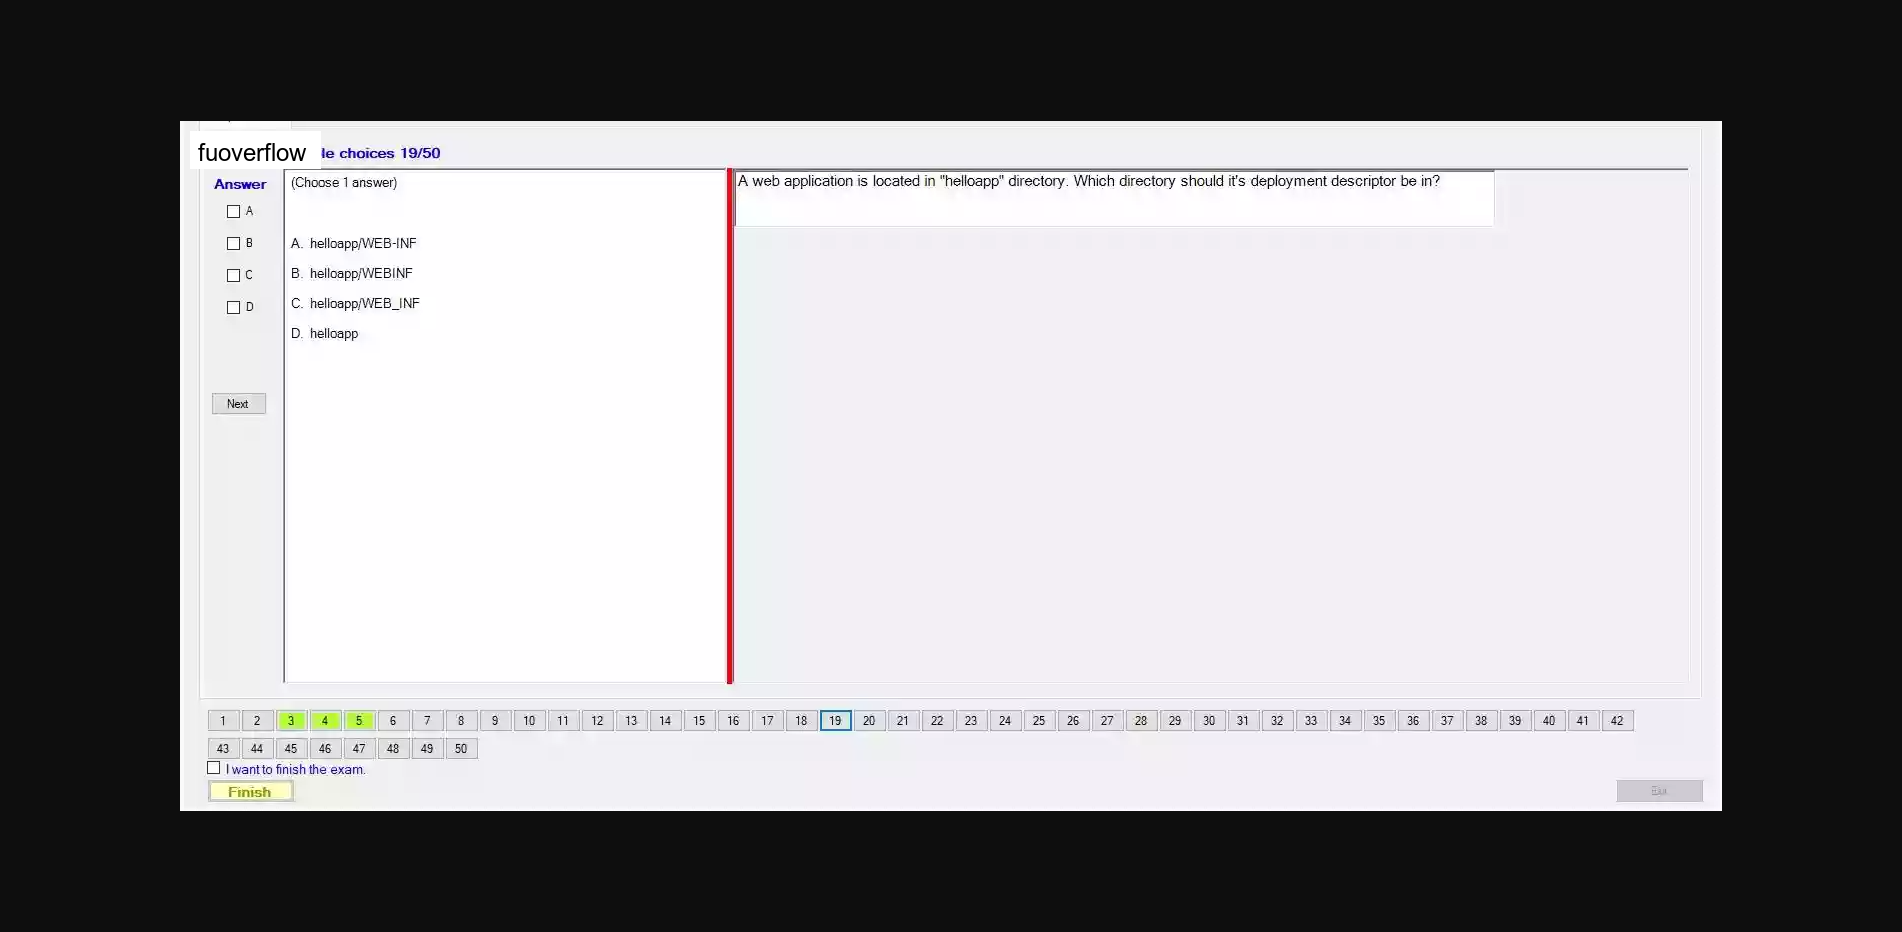 fuoverflow
le choices 19/50
Answer
(Choose 1 answer)
A
B
C
D
A. helloapp/WEB-INF
B. helloapp/WEBINF
C. helloapp/WEB_INF
D. helloapp
Next
A web application is located in "helloapp" directory. Which directory should it's deployment descriptor be in?
1 2 3 4 5 6 7 8 9 10 11 12 13 14 15 16 17 18 19 20 21 22 23 24 25 26 27 28 29 30 31 32 33 34 35 36 37 38 39 40 41 42
43 44 45 46 47 48 49 50
I want to finish the exam.
Finish
Exit